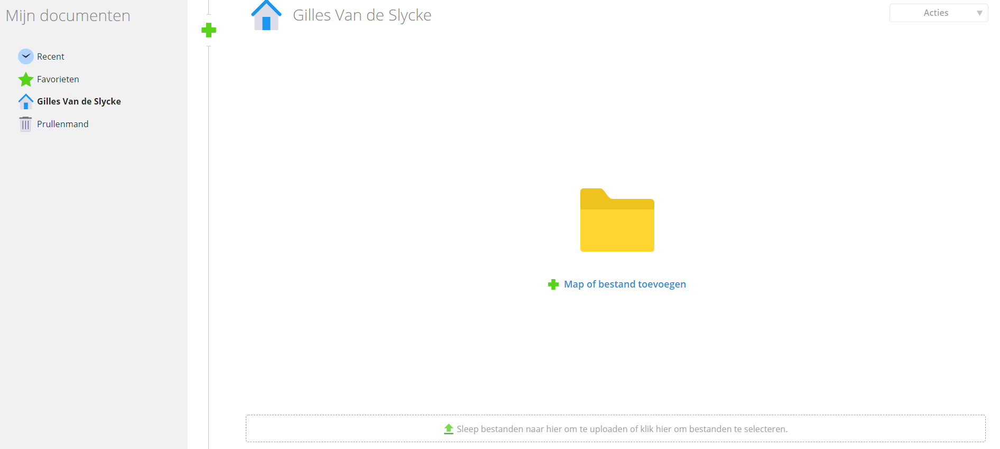 Mijn documenten
Recent
Favorieten
Gilles Van de Slycke
Prullenmand
Gilles Van de Slycke
Acties
Map of bestand toevoegen
Sleep bestanden naar hier om te uploaden of klik hier om bestanden te selecteren.